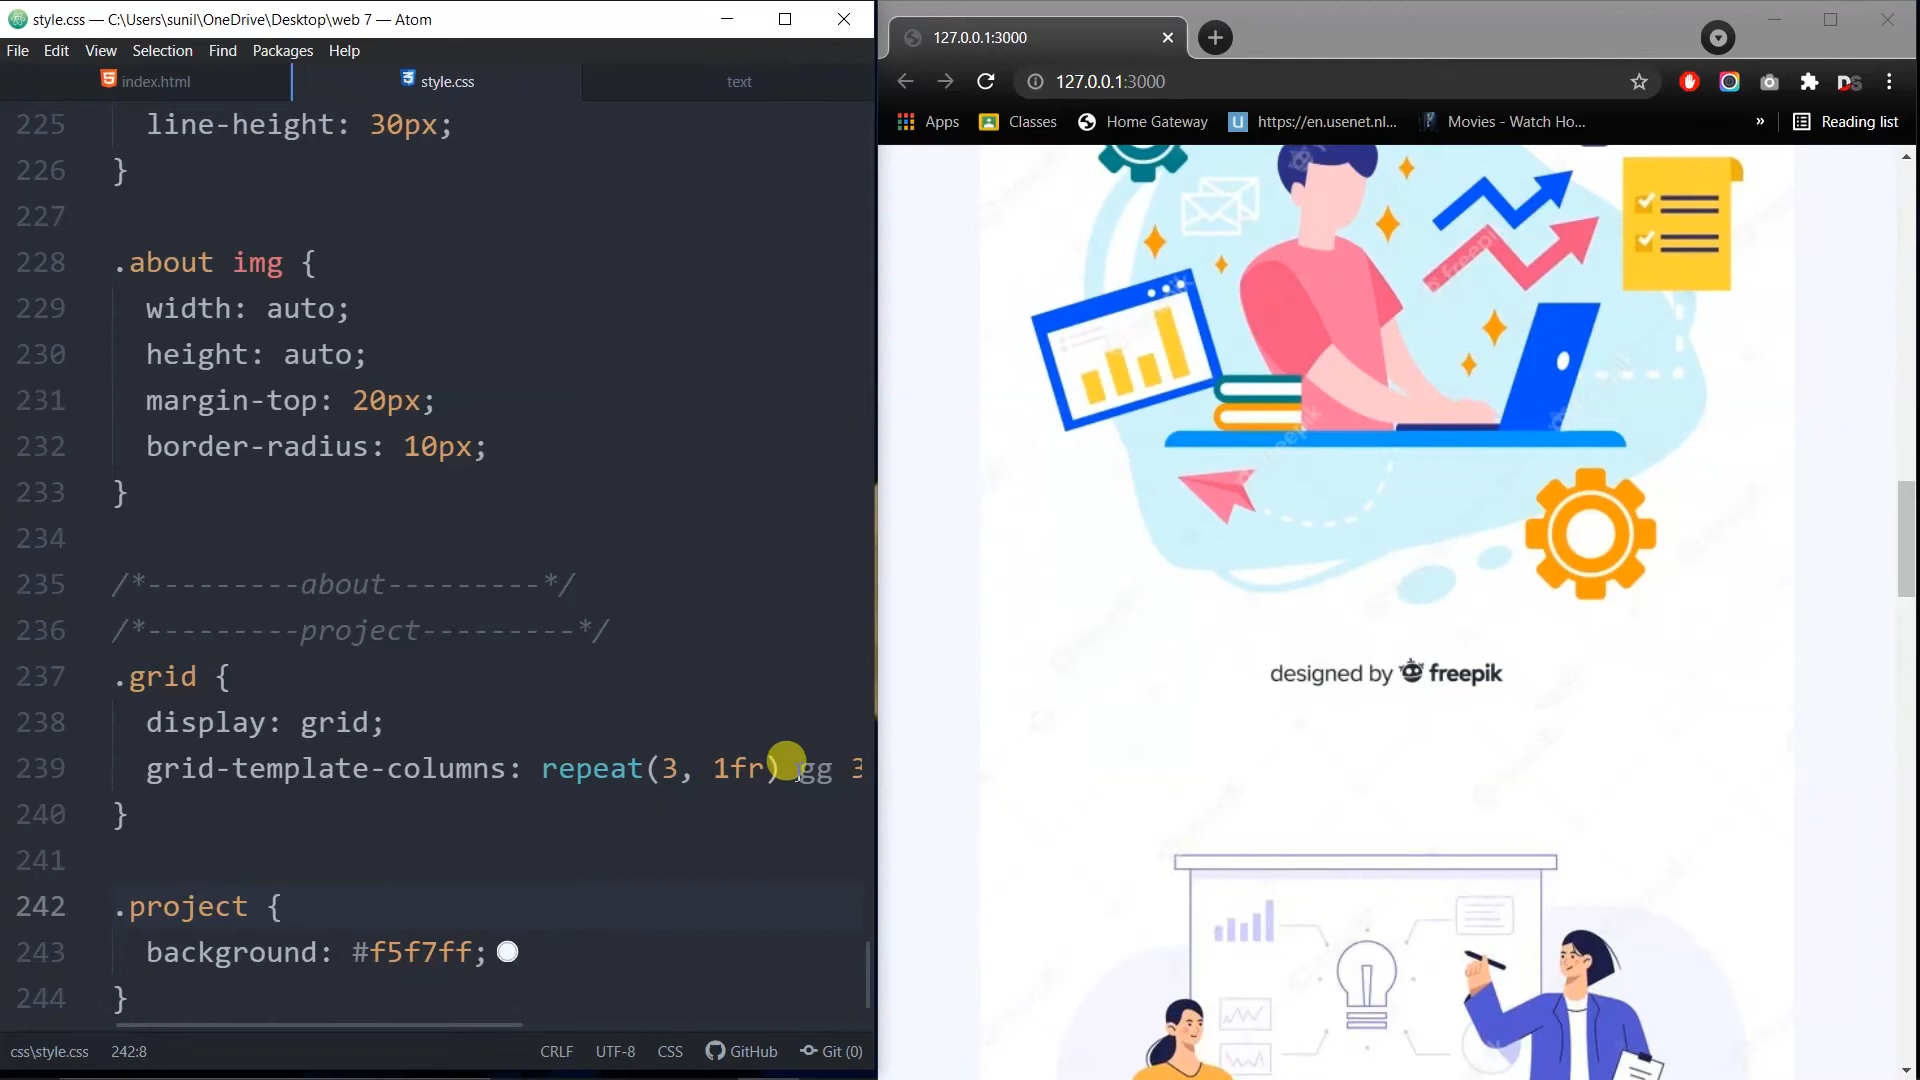 style.css — C:\Users\sunil\OneDrive\Desktop\web 7 — Atom
File Edit View Selection Find Packages Help
index.html
style.css
text
225 line-height: 30px;
226 }
227
228 .about img {
229 width: auto;
230 height: auto;
231 margin-top: 20px;
232 border-radius: 10px;
233 }
234
235 /*---------about---------*/
236 /*---------project---------*/
237 .grid {
238 display: grid;
239 grid-template-columns: repeat(3, 1fr) gg 3
240 }
241
242 .project {
243 background: #f5f7ff;
244 }
css\style.css 242:8 CRLF UTF-8 CSS GitHub Git (0)
127.0.0.1:3000
127.0.0.1:3000
Apps Classes Home Gateway https://en.usenet.nl... Movies - Watch Ho... » Reading list
designed by freepik